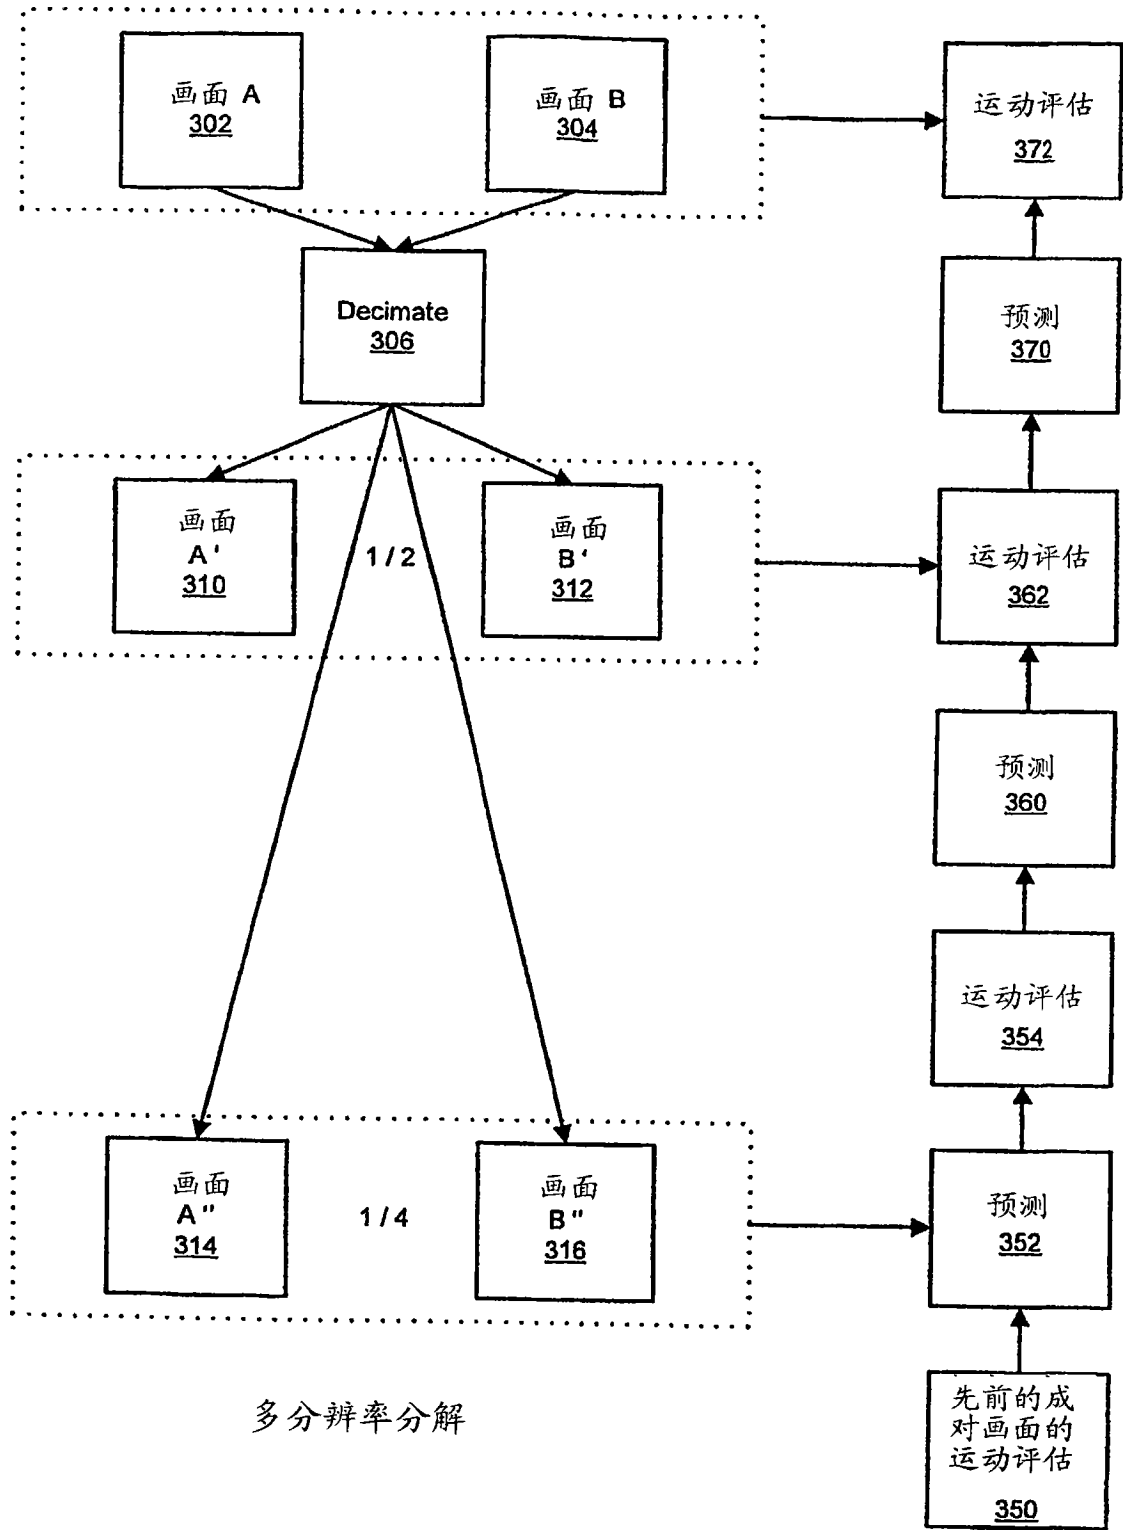 画面 A
302
画面 B
304
运动评估
372
Decimate
306
预测
370
画面
A'
310
1 / 2
画面
B'
312
运动评估
362
预测
360
运动评估
354
画面
A"
314
1 / 4
画面
B"
316
预测
352
多分辨率分解
先前的成
对画面的
运动评估
350